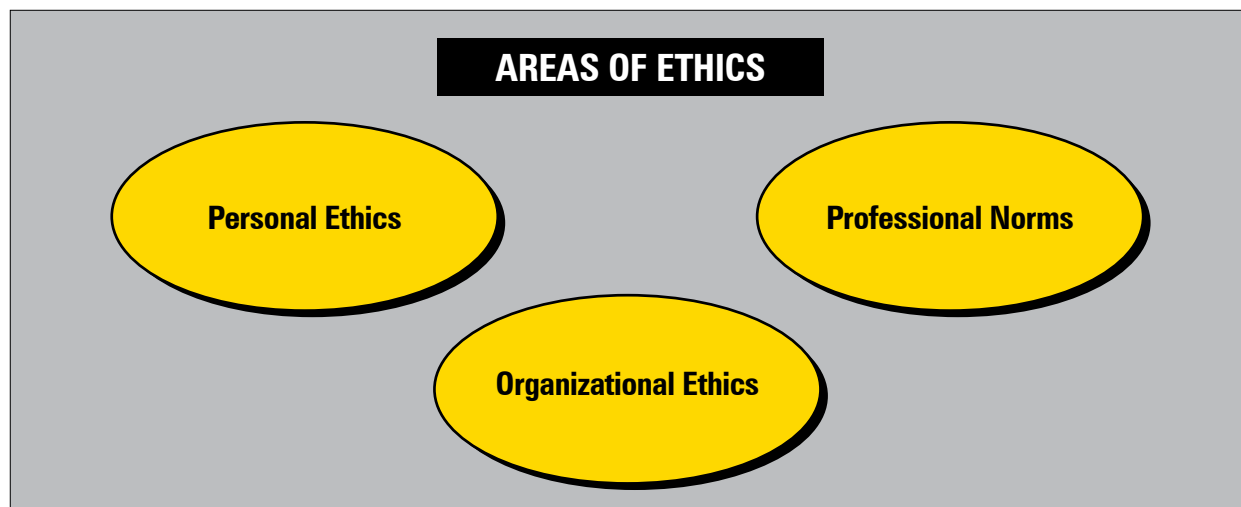 AREAS OF ETHICS
Personal Ethics
Professional Norms
Organizational Ethics